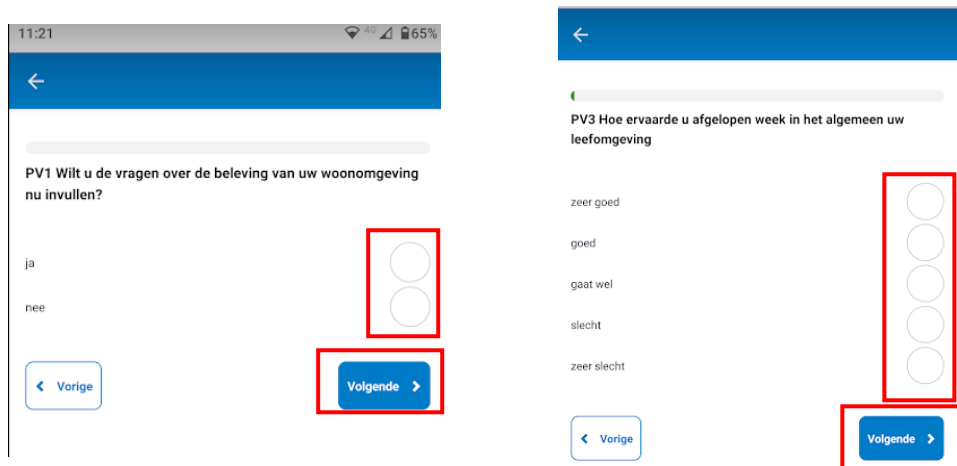 11:21
4G
65%
PV1 Wilt u de vragen over de beleving van uw woonomgeving
nu invullen?
ja
nee
Vorige
Volgende
PV3 Hoe ervaarde u afgelopen week in het algemeen uw
leefomgeving
zeer goed
goed
gaat wel
slecht
zeer slecht
Vorige
Volgende